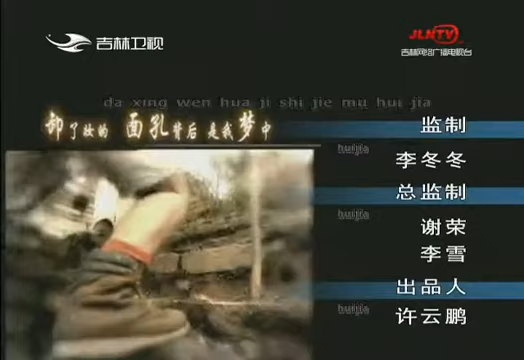 吉林卫视
JLNTV
吉林网络广播电视台
da xing wen hua ji shi jie mu hui jia
卸了妆的 面孔背后 是我梦中
监制
huijia
李冬冬
总监制
huijia
谢荣
李雪
出品人
huijia
许云鹏